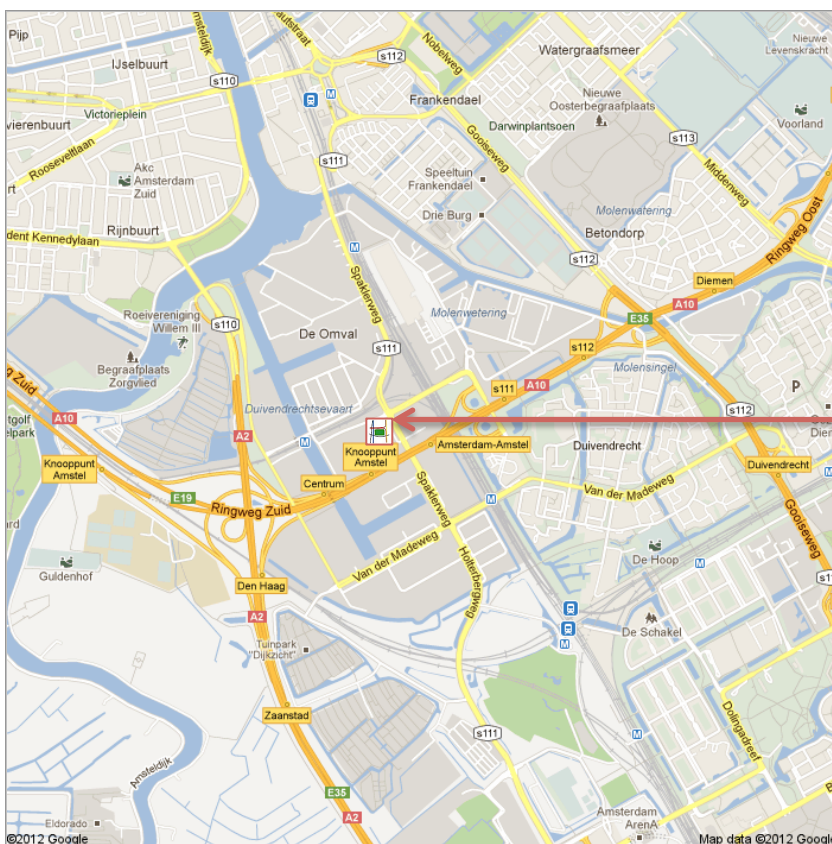 Pijp
IJselbuurt
s110
Amsteldijk
s112
Nobelweg
Watergraafsmeer
Nieuwe
Levenskracht
Victorieplein
M
Frankendael
Nieuwe
Oosterbegraafplaats
Darwinplantsoen
Voorland
Rooseveltlaan
s111
Gooiseweg
s113
Akc
Amsterdam
Zuid
Speeltuin
Frankendael
Middenweg
Drie Burg
Molenwatering
Rijnbuurt
dent Kennedylaan
M
Betondorp
Ringweg Oost
s112
Spaklerweg
Diemen
A10
Roeivereniging
Willem III
s110
De Omval
Molenwetering
E35
s112
s111
Molensingel
Begraafplaats
Zorgvlied
g Zuid
A10
s111
A10
P
Duivendrechtsevaart
s112
A2
M
Knooppunt
Amstel
Amsterdam-Amstel
Duivendrecht
Knooppunt
Amstel
Duivendrecht
E19
Centrum
Spaklerweg
M
Van der Madeweg
Ringweg Zuid
Gooiseweg
Van der Madeweg
Holterbergweg
De Hoop
M
Guldenhof
Den Haag
A2
De Schakel
Tuinpark
"Dijkzicht"
M
Zaanstad
Dolingadreef
s111
M
Amsteldijk
E35
A2
Eldorado
Amsterdam
ArenA
©2012 Google
Map data ©2012 Google